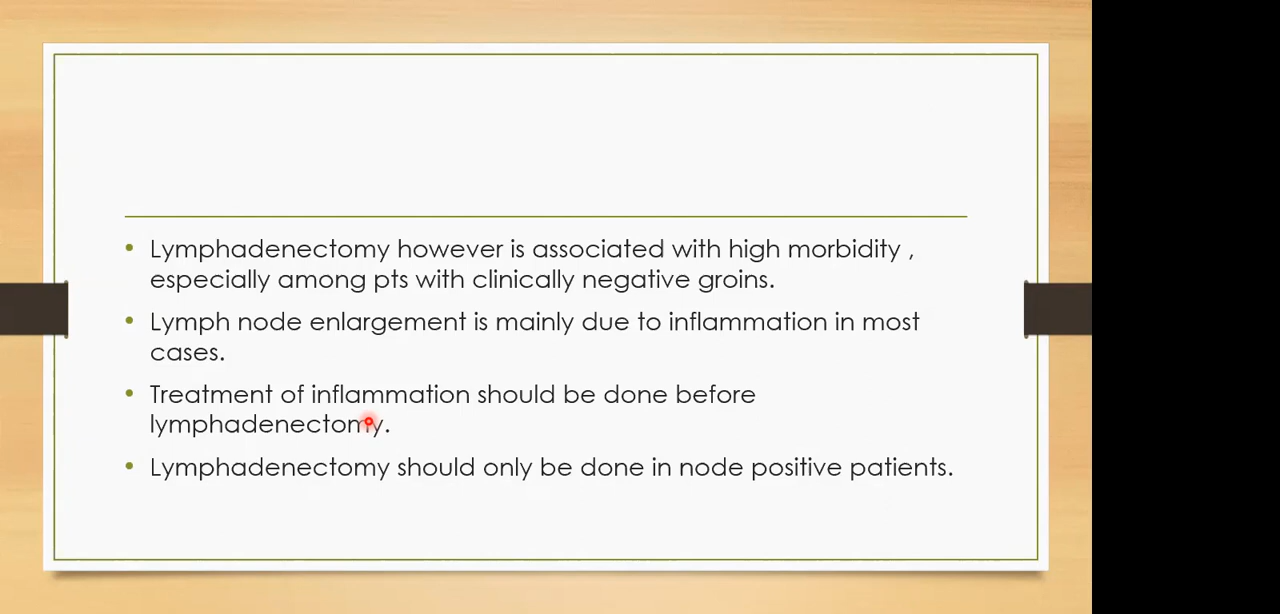 • Lymphadenectomy however is associated with high morbidity ,
especially among pts with clinically negative groins.
• Lymph node enlargement is mainly due to inflammation in most
cases.
• Treatment of inflammation should be done before
lymphadenectomy.
• Lymphadenectomy should only be done in node positive patients.